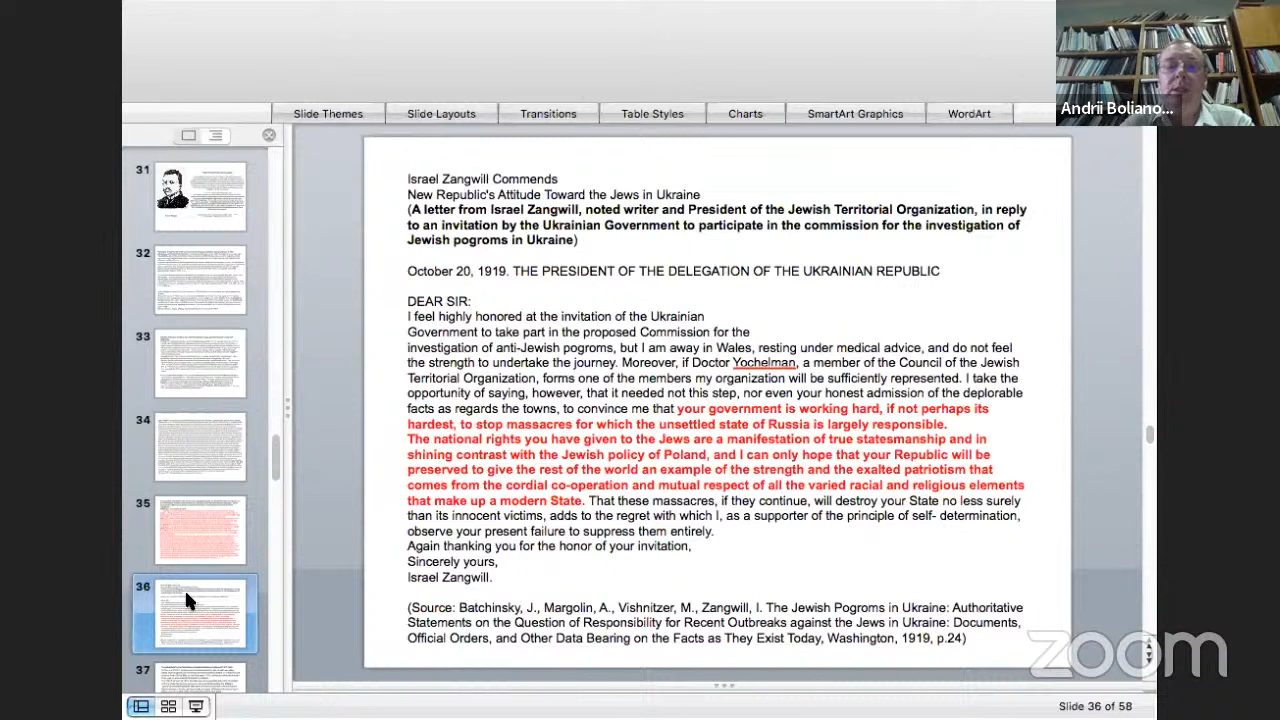 Andrii Boliano...
Slide Themes
Slide Layouts
Transitions
Table Styles
Charts
SmartArt Graphics
WordArt
31
32
33
34
35
36
37
Israel Zangwill Commends
New Republic's Attitude Toward the Jews in Ukraine
(A letter from Israel Zangwill, noted writer and President of the Jewish Territorial Organization, in reply
to an invitation by the Ukrainian Government to participate in the commission for the investigation of
Jewish pogroms in Ukraine)
October 20, 1919. THE PRESIDENT OF THE DELEGATION OF THE UKRAINIAN REPUBLIC
DEAR SIR:
I feel highly honored at the invitation of the Ukrainian
Government to take part in the proposed Commission for the
investigation of anti-Jewish pogroms, but I am away in Wales, resting under medical advice, and do not feel
the strength to undertake the journey. Moreover, if Doctor Yochelman, a member of the Council of the Jewish
Territorial Organization, forms one of the members my organization will be sufficiently represented. I take the
opportunity of saying, however, that it needed not this step, nor even your honest admission of the deplorable
facts as regards the towns, to convince me that your government is working hard, if not perhaps its
hardest, to stop massacres for which the unsettled state of Russia is largely responsible.
The national rights you have given to the Jews are a manifestation of true statesmanship and in
shining contrast with the Jewish policy of Poland, and I can only hope that your Republic will be
preserved to give the rest of the world an example of the strength and the exalted patriotism that
comes from the cordial co-operation and mutual respect of all the varied racial and religious elements
that make up a modern State. That these massacres, if they continue, will destroy your State no less surely
than its innocent victims, adds to the regret with which I, as a supporter of the principle of self- determination,
observe your present failure to suppress them entirely.
Again thanking you for the honor of your invitation,
Sincerely yours,
Israel Zangwill.
(Source: Batchinsky, J., Margolin, A., Vishnitzer, M., Zangwill, I. The Jewish Pogroms in Ukraine: Authoritative
Statements on the Question of Responsibility for Recent Outbreaks against the Jews in Ukraine: Documents,
Official Orders, and Other Data Bearing on the Facts as They Exist Today, Washington, 1919. p.24)
zoom
Slide 36 of 58